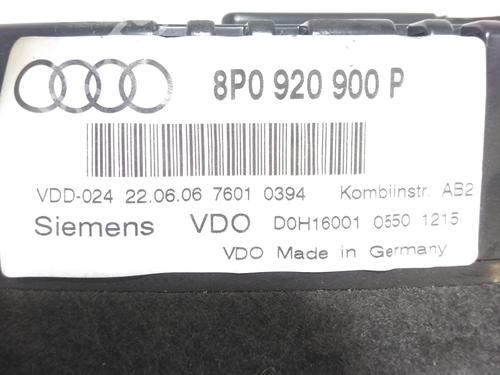 8P0 920 900 P
VDD-024 22.06.06 7601 0394 Kombiinstr. AB2
Siemens VDO D0H16001 0550 1215
VDO Made in Germany